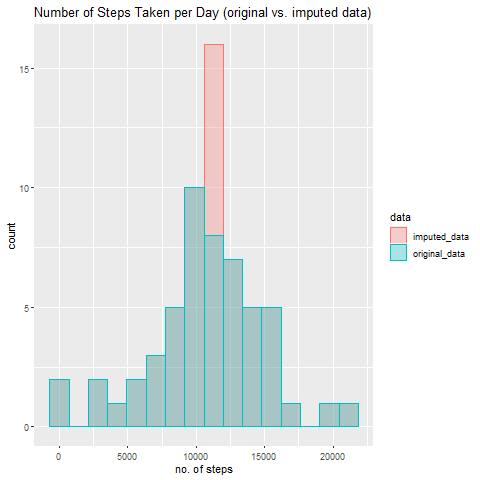 Number of Steps Taken per Day (original vs. imputed data)
15
10
5
0
count
0 5000 10000 15000 20000
no. of steps
data
imputed_data
original_data